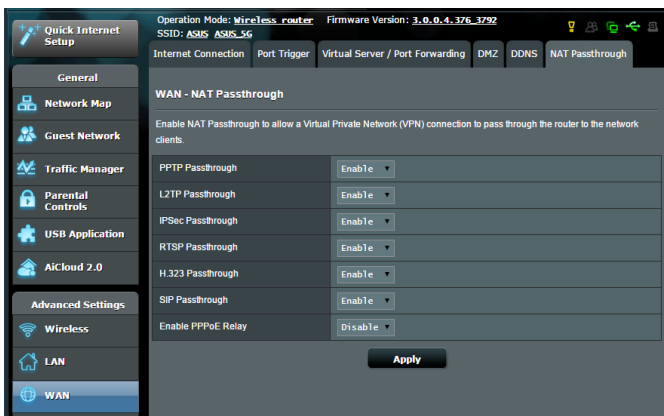 Quick Internet
Setup
Operation Mode: Wireless router Firmware Version: 3.0.0.4.376_3792
SSID: ASUS ASUS_5G
Internet Connection Port Trigger Virtual Server / Port Forwarding DMZ DDNS NAT Passthrough
General
Network Map
Guest Network
Traffic Manager
Parental
Controls
USB Application
AiCloud 2.0
Advanced Settings
Wireless
LAN
WAN
WAN - NAT Passthrough
Enable NAT Passthrough to allow a Virtual Private Network (VPN) connection to pass through the router to the network
clients.
PPTP Passthrough Enable
L2TP Passthrough Enable
IPSec Passthrough Enable
RTSP Passthrough Enable
H.323 Passthrough Enable
SIP Passthrough Enable
Enable PPPoE Relay Disable
Apply